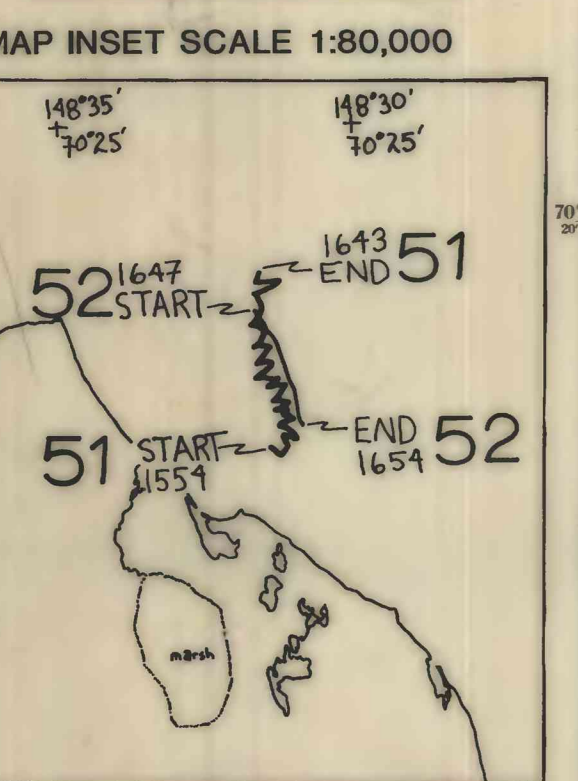 MAP INSET SCALE 1:80,000
148°35'
70°25'
148°30'
70°25'
70°
20'
1643
END 51
52 1647
START
51 START
1554
END 52
1654
marsh